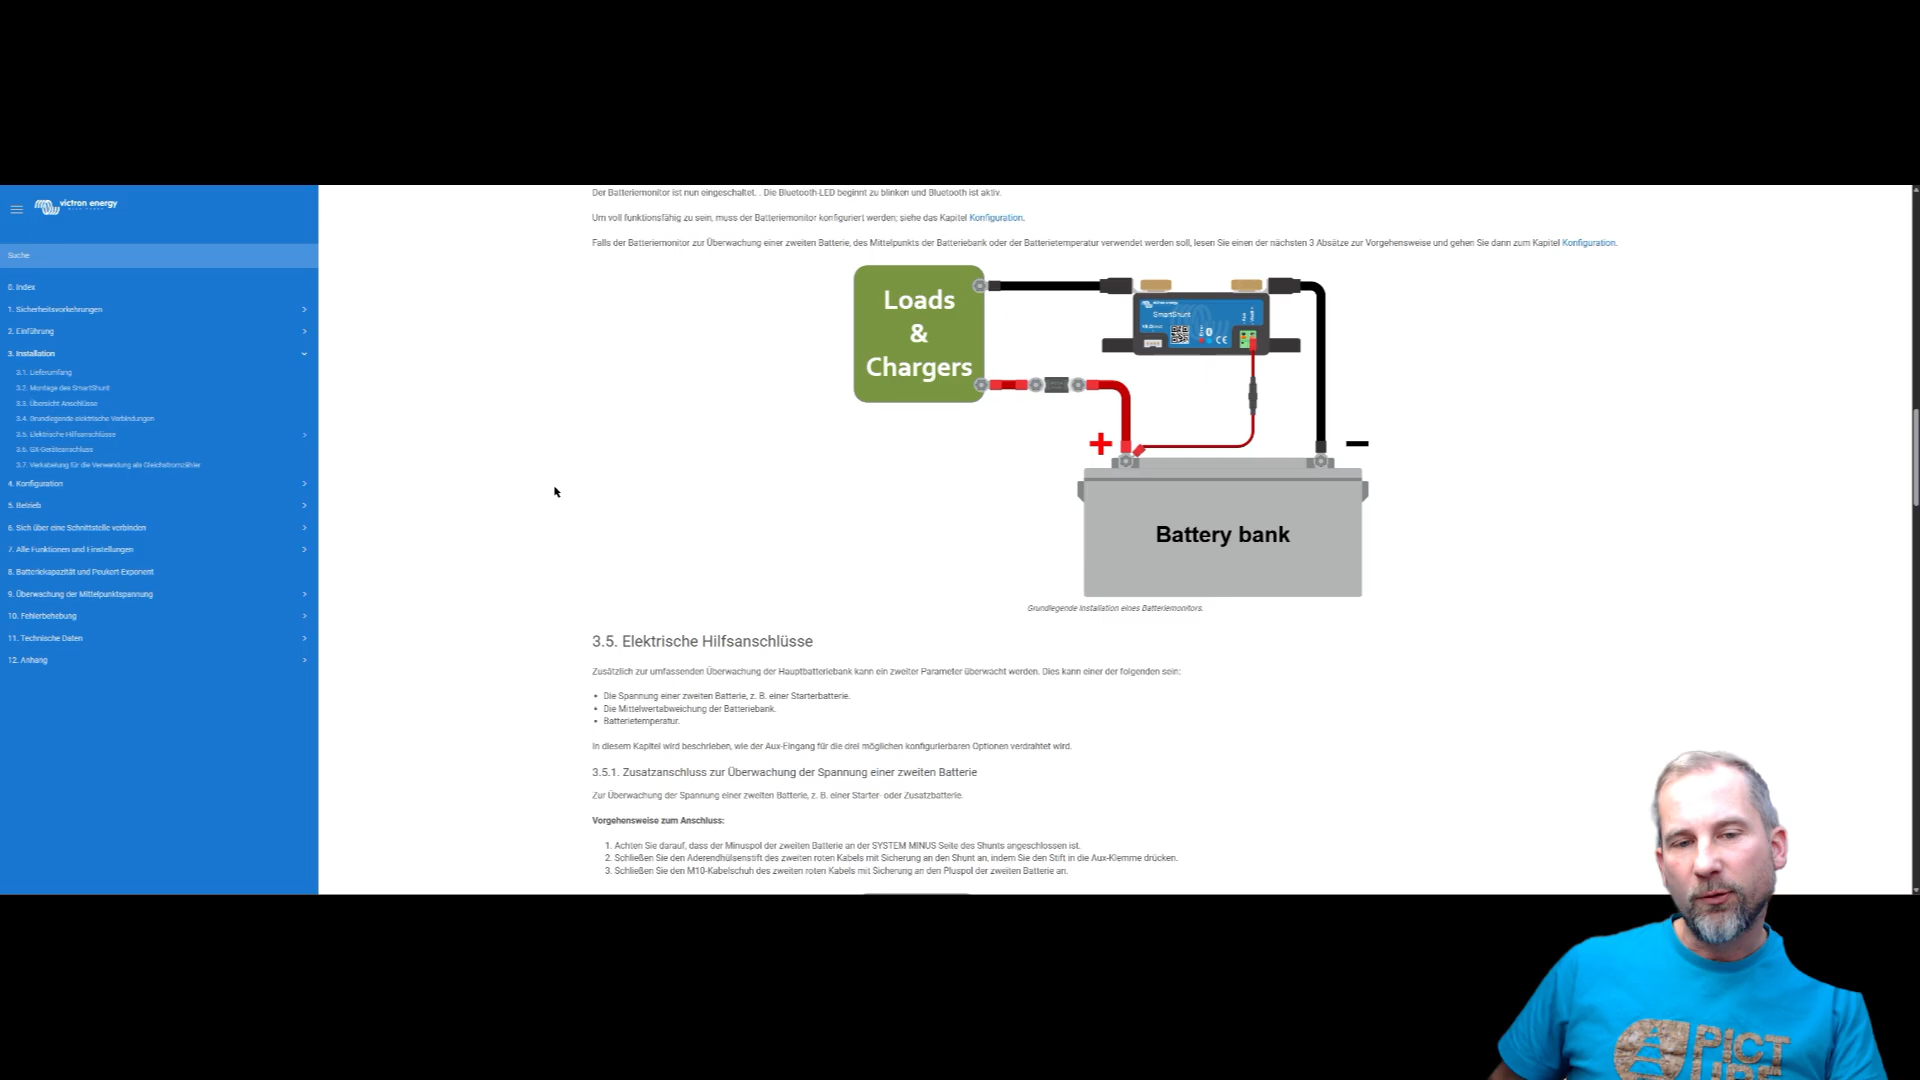 victron energy
Suche
0. Index
1. Sicherheitsvorkehrungen
2. Einführung
3. Installation
3.1. Lieferumfang
3.2. Montage des SmartShunt
3.3. Übersicht Anschlüsse
3.4. Grundlegende elektrische Verbindungen
3.5. Elektrische Hilfsanschlüsse
3.6. GX-Geräteanschluss
3.7. Verkabelung für die Verwendung als Gleichstromzähler
4. Konfiguration
5. Betrieb
6. Sich über eine Schnittstelle verbinden
7. Alle Funktionen und Einstellungen
8. Batteriekapazität und Peukert Exponent
9. Überwachung der Mittelpunktspannung
10. Fehlerbehebung
11. Technische Daten
12. Anhang
Der Batteriemonitor ist nun eingeschaltet. . Die Bluetooth-LED beginnt zu blinken und Bluetooth ist aktiv.
Um voll funktionsfähig zu sein, muss der Batteriemonitor konfiguriert werden; siehe das Kapitel Konfiguration.
Falls der Batteriemonitor zur Überwachung einer zweiten Batterie, des Mittelpunkts der Batteriebank oder der Batterietemperatur verwendet werden soll, lesen Sie einen der nächsten 3 Absätze zur Vorgehensweise und gehen Sie dann zum Kapitel Konfiguration.
Loads
&
Chargers
victron energy
SmartShunt
CE
+
−
Battery bank
Grundlegende Installation eines Batteriemonitors.
3.5. Elektrische Hilfsanschlüsse
Zusätzlich zur umfassenden Überwachung der Hauptbatteriebank kann ein zweiter Parameter überwacht werden. Dies kann einer der folgenden sein:
• Die Spannung einer zweiten Batterie, z. B. einer Starterbatterie.
• Die Mittelwertabweichung der Batteriebank.
• Batterietemperatur.
In diesem Kapitel wird beschrieben, wie der Aux-Eingang für die drei möglichen konfigurierbaren Optionen verdrahtet wird.
3.5.1. Zusatzanschluss zur Überwachung der Spannung einer zweiten Batterie
Zur Überwachung der Spannung einer zweiten Batterie, z. B. einer Starter- oder Zusatzbatterie.
Vorgehensweise zum Anschluss:
1. Achten Sie darauf, dass der Minuspol der zweiten Batterie an der SYSTEM MINUS Seite des Shunts angeschlossen ist.
2. Schließen Sie den Aderendhülsenstift des zweiten roten Kabels mit Sicherung an den Shunt an, indem Sie den Stift in die Aux-Klemme drücken.
3. Schließen Sie den M10-Kabelschuh des zweiten roten Kabels mit Sicherung an den Pluspol der zweiten Batterie an.
PICT
URE